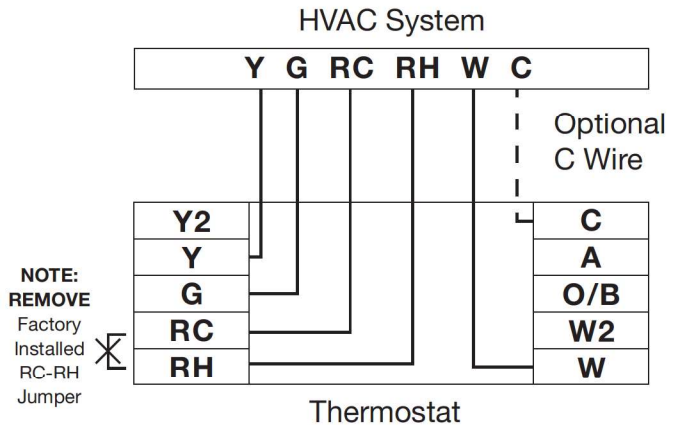 HVAC System
Y G RC RH W C
Optional
C Wire
Y2
Y
G
RC
RH
C
A
O/B
W2
W
NOTE:
REMOVE
Factory
Installed
RC-RH
Jumper
Thermostat